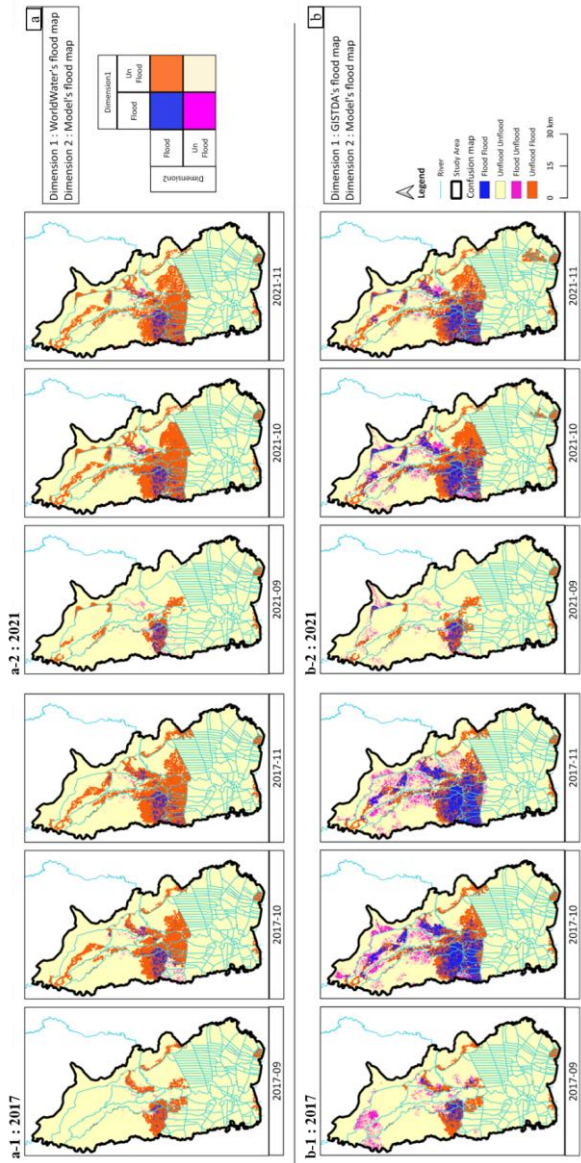 a
Dimension 1 : WorldWater's flood map
Dimension 2 : Model's flood map
Dimension1
Flood
Un
Flood
Dimension2
Flood
Un
Flood
a-1 : 2017
2017-09
2017-10
2017-11
a-2 : 2021
2021-09
2021-10
2021-11
b
Dimension 1 : GISTDA's flood map
Dimension 2 : Model's flood map
b-1 : 2017
2017-09
2017-10
2017-11
b-2 : 2021
2021-09
2021-10
2021-11
Legend
River
Study Area
Confusion map
Flood Flood
Unflood Unflood
Flood Unflood
Unflood Flood
0 15 30 km